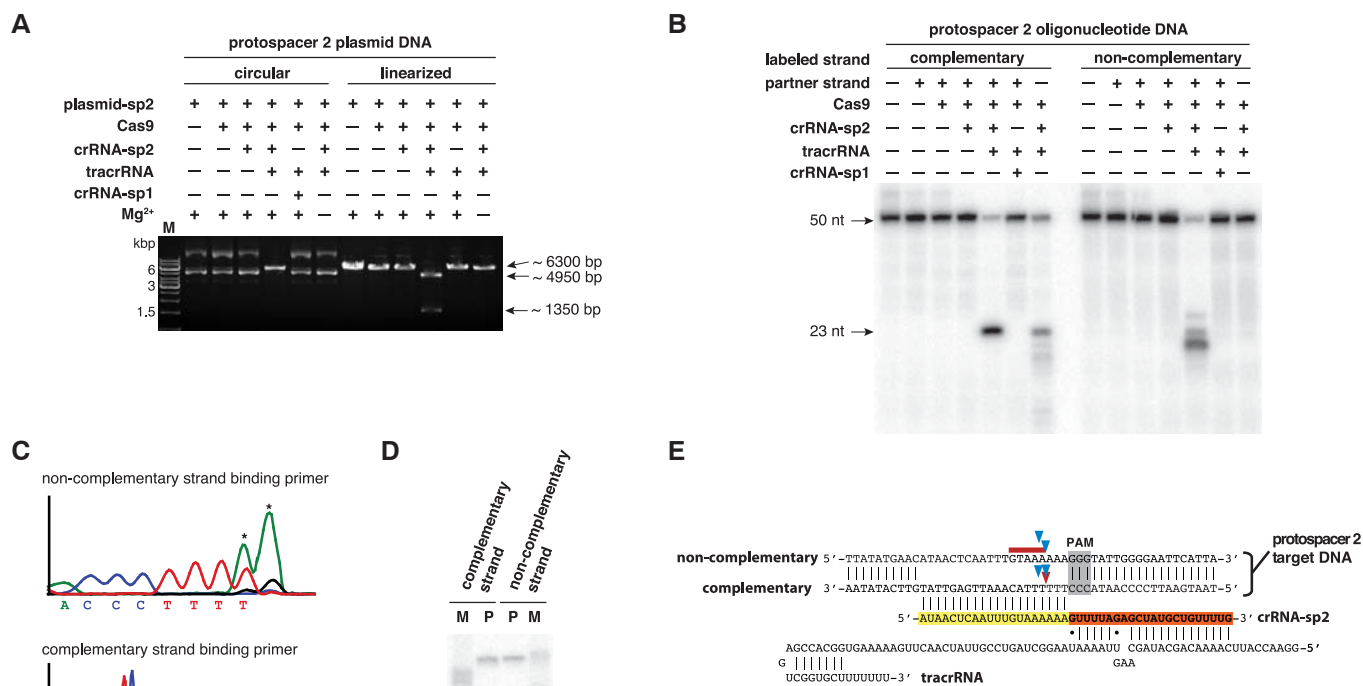 A
protospacer 2 plasmid DNA
circular linearized
plasmid-sp2 + + + + + + + + + + + +
Cas9 — + + + + + — + + + + +
crRNA-sp2 — — + + — + — — + + — +
tracrRNA — — — + + + — — — + + +
crRNA-sp1 — — — — + — — — — — + —
Mg2+ + + + + + — + + + + + —
M
kbp
6
3
1.5
~ 6300 bp
~ 4950 bp
~ 1350 bp
B
protospacer 2 oligonucleotide DNA
labeled strand complementary non-complementary
partner strand — + + + + + — — + + + + + —
Cas9 — — + + + + + — — + + + + +
crRNA-sp2 — — — + + — + — — — + + — +
tracrRNA — — — — + + + — — — — + + +
crRNA-sp1 — — — — — + — — — — — — + —
50 nt
23 nt
C
non-complementary strand binding primer
* *
A C C C T T T T
complementary strand binding primer
D
complementary strand
non-complementary strand
M P P M
E
PAM
non-complementary 5'-TTATATGAACATAACTCAATTTGTAAAAAAGGGTATTGGGGAATTCATTA-3'
complementary 3'-AATATACTTGTATTGAGTTAAACATTTTTTCCCATAACCCCTTAAGTAAT-5'
protospacer 2
target DNA
5'-AUAACUCAAUUUGUAAAAAAGUUUUAGAGCUAUGCUGUUUUG-3' crRNA-sp2
AGCCACGGUGAAAAAGUUCAACUAUUGCCUGAUCGGAAUAAAAUU CGAUACGACAAAACUUACCAAGG-5'
G
GAA
UCGGUGCUUUUUUU-3' tracrRNA